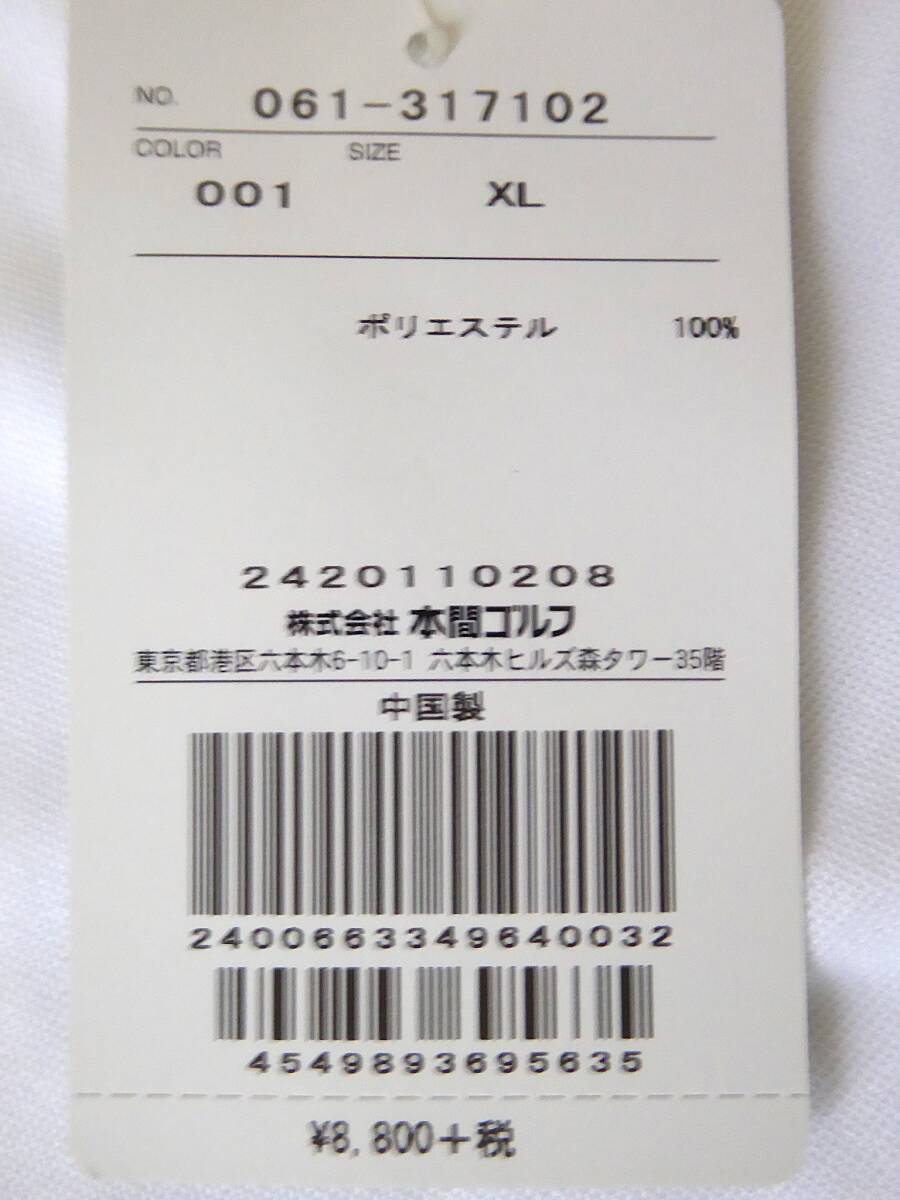 NO. 061-317102
COLOR SIZE
001 XL
ポリエステル 100%
2420110208
株式会社 本間ゴルフ
東京都港区六本木6-10-1 六本木ヒルズ森タワー35階
中国製
2400663349640032
4549893695635
¥8,800+税